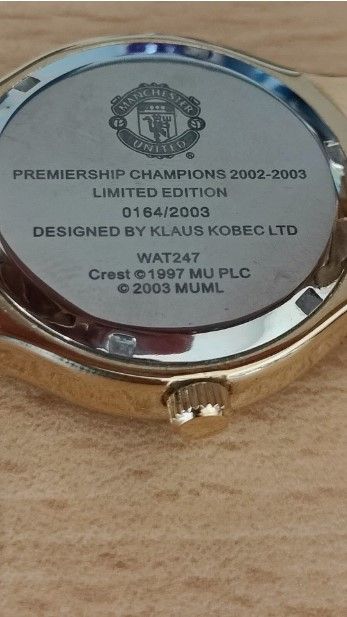 MANCHESTER
UNITED
®
PREMIERSHIP CHAMPIONS 2002-2003
LIMITED EDITION
0164/2003
DESIGNED BY KLAUS KOBEC LTD
WAT247
Crest ©1997 MU PLC
© 2003 MUML